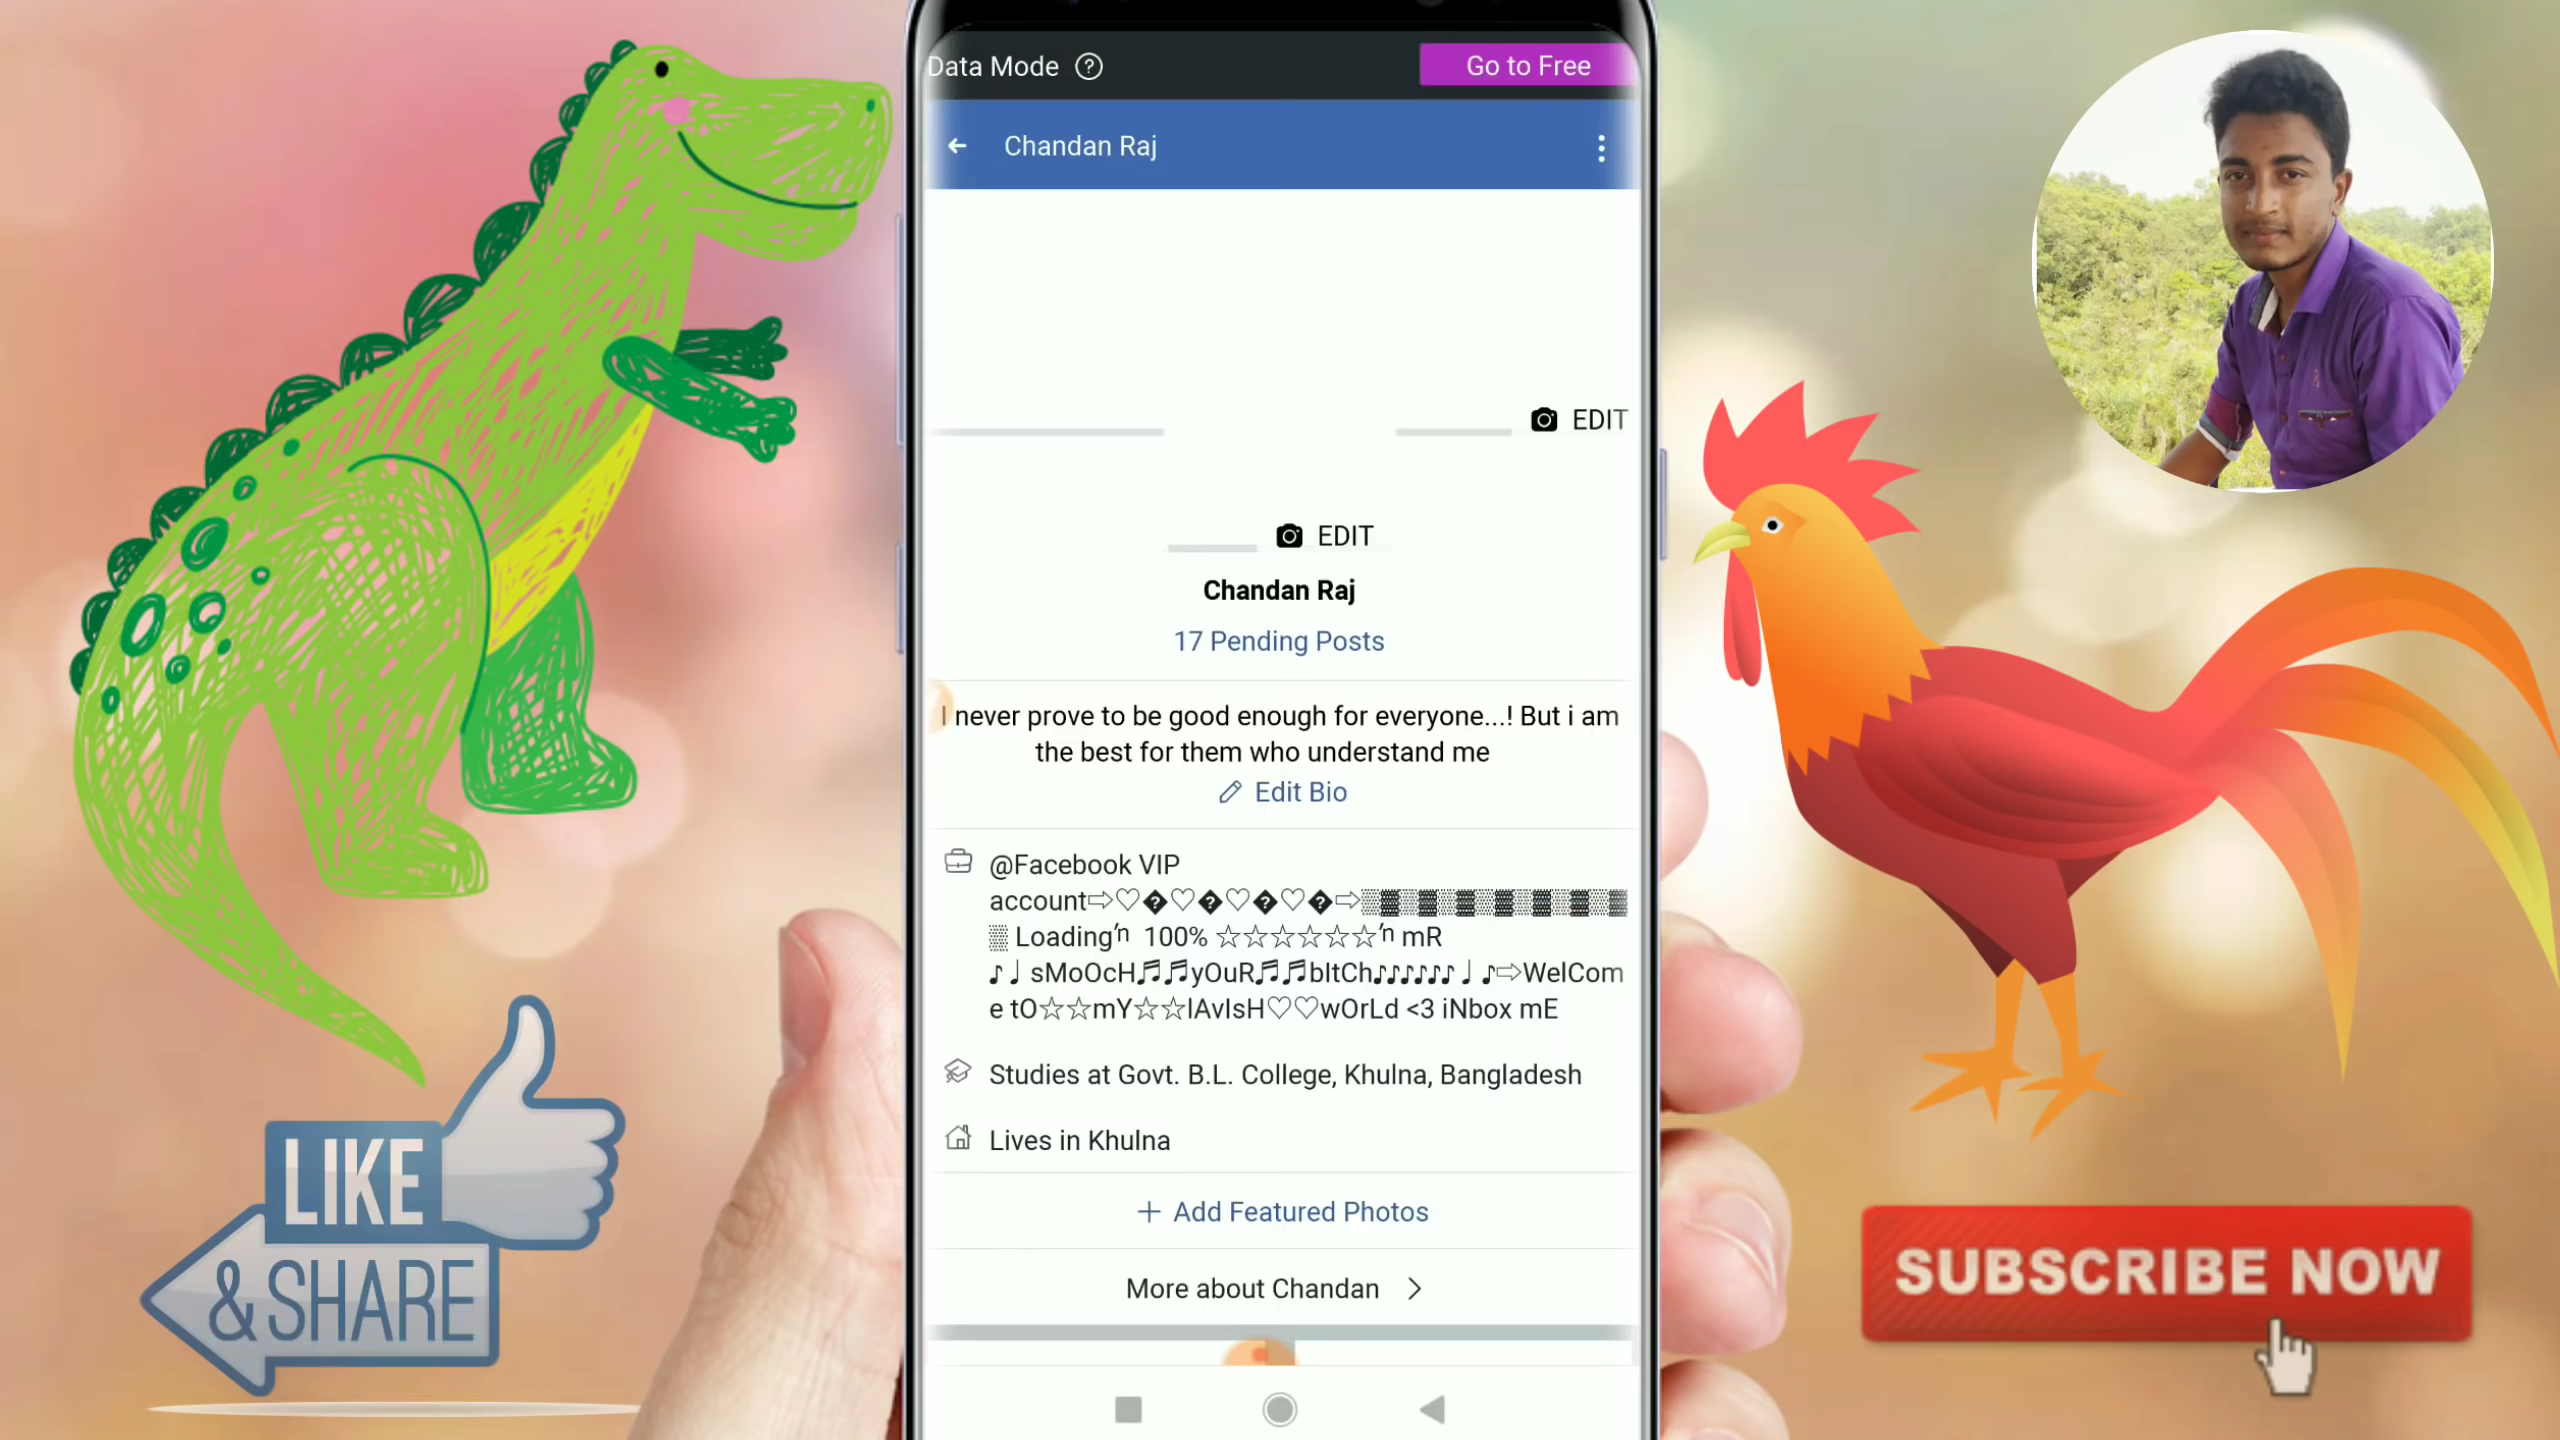 Data Mode ?
Go to Free
Chandan Raj
EDIT
EDIT
Chandan Raj
17 Pending Posts
I never prove to be good enough for everyone...! But i am
the best for them who understand me
Edit Bio
@Facebook VIP
account⇨♡�♡�♡�♡�⇨▒▓▒▓▒▓▒▓▒▓▒▓▒▓
▒ Loading'n 100% ☆☆☆☆☆☆'n mR
♪♩sMoOcH♬♬yOuR♬♬bItCh♪♪♪♪♪♪♩♪⇨WelCom
e tO☆☆mY☆☆lAvIsH♡♡wOrLd <3 iNbox mE
Studies at Govt. B.L. College, Khulna, Bangladesh
Lives in Khulna
+ Add Featured Photos
More about Chandan
LIKE
& SHARE
SUBSCRIBE NOW